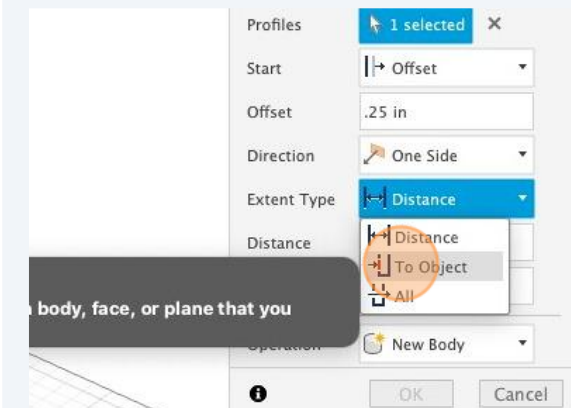 Profiles 1 selected
Start Offset
Offset .25 in
Direction One Side
Extent Type Distance
Distance Distance
To Object
body, face, or plane that you
All
Operation New Body
OK Cancel